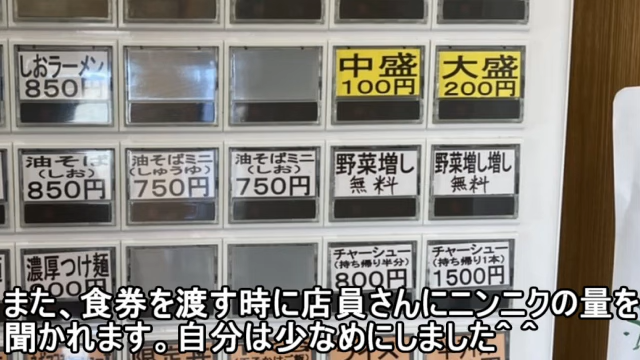 しおラーメン
850円
中盛
100円
大盛
200円
油そば
(しお)
850円
油そばミニ
(しょうゆ)
750円
油そばミニ
(しお)
750円
野菜増し
無料
野菜増し増し
無料
濃厚つけ麺
チャーシュー
(持ち帰り半分)
800円
チャーシュー
(持ち帰り1本)
1500円
また、食券を渡す時に店員さんにニンニクの量を
聞かれます。自分は少なめにしました^ ^